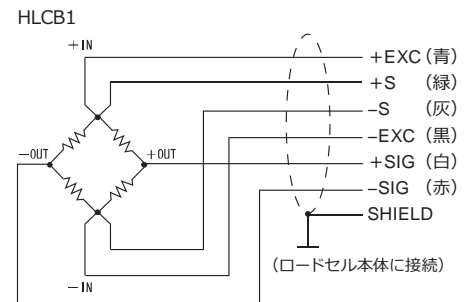 HLCB1
+IN
+EXC(青)
+S (緑)
−S (灰)
−EXC(黒)
−OUT
+OUT
+SIG(白)
−SIG (赤)
SHIELD
(ロードセル本体に接続)
−IN